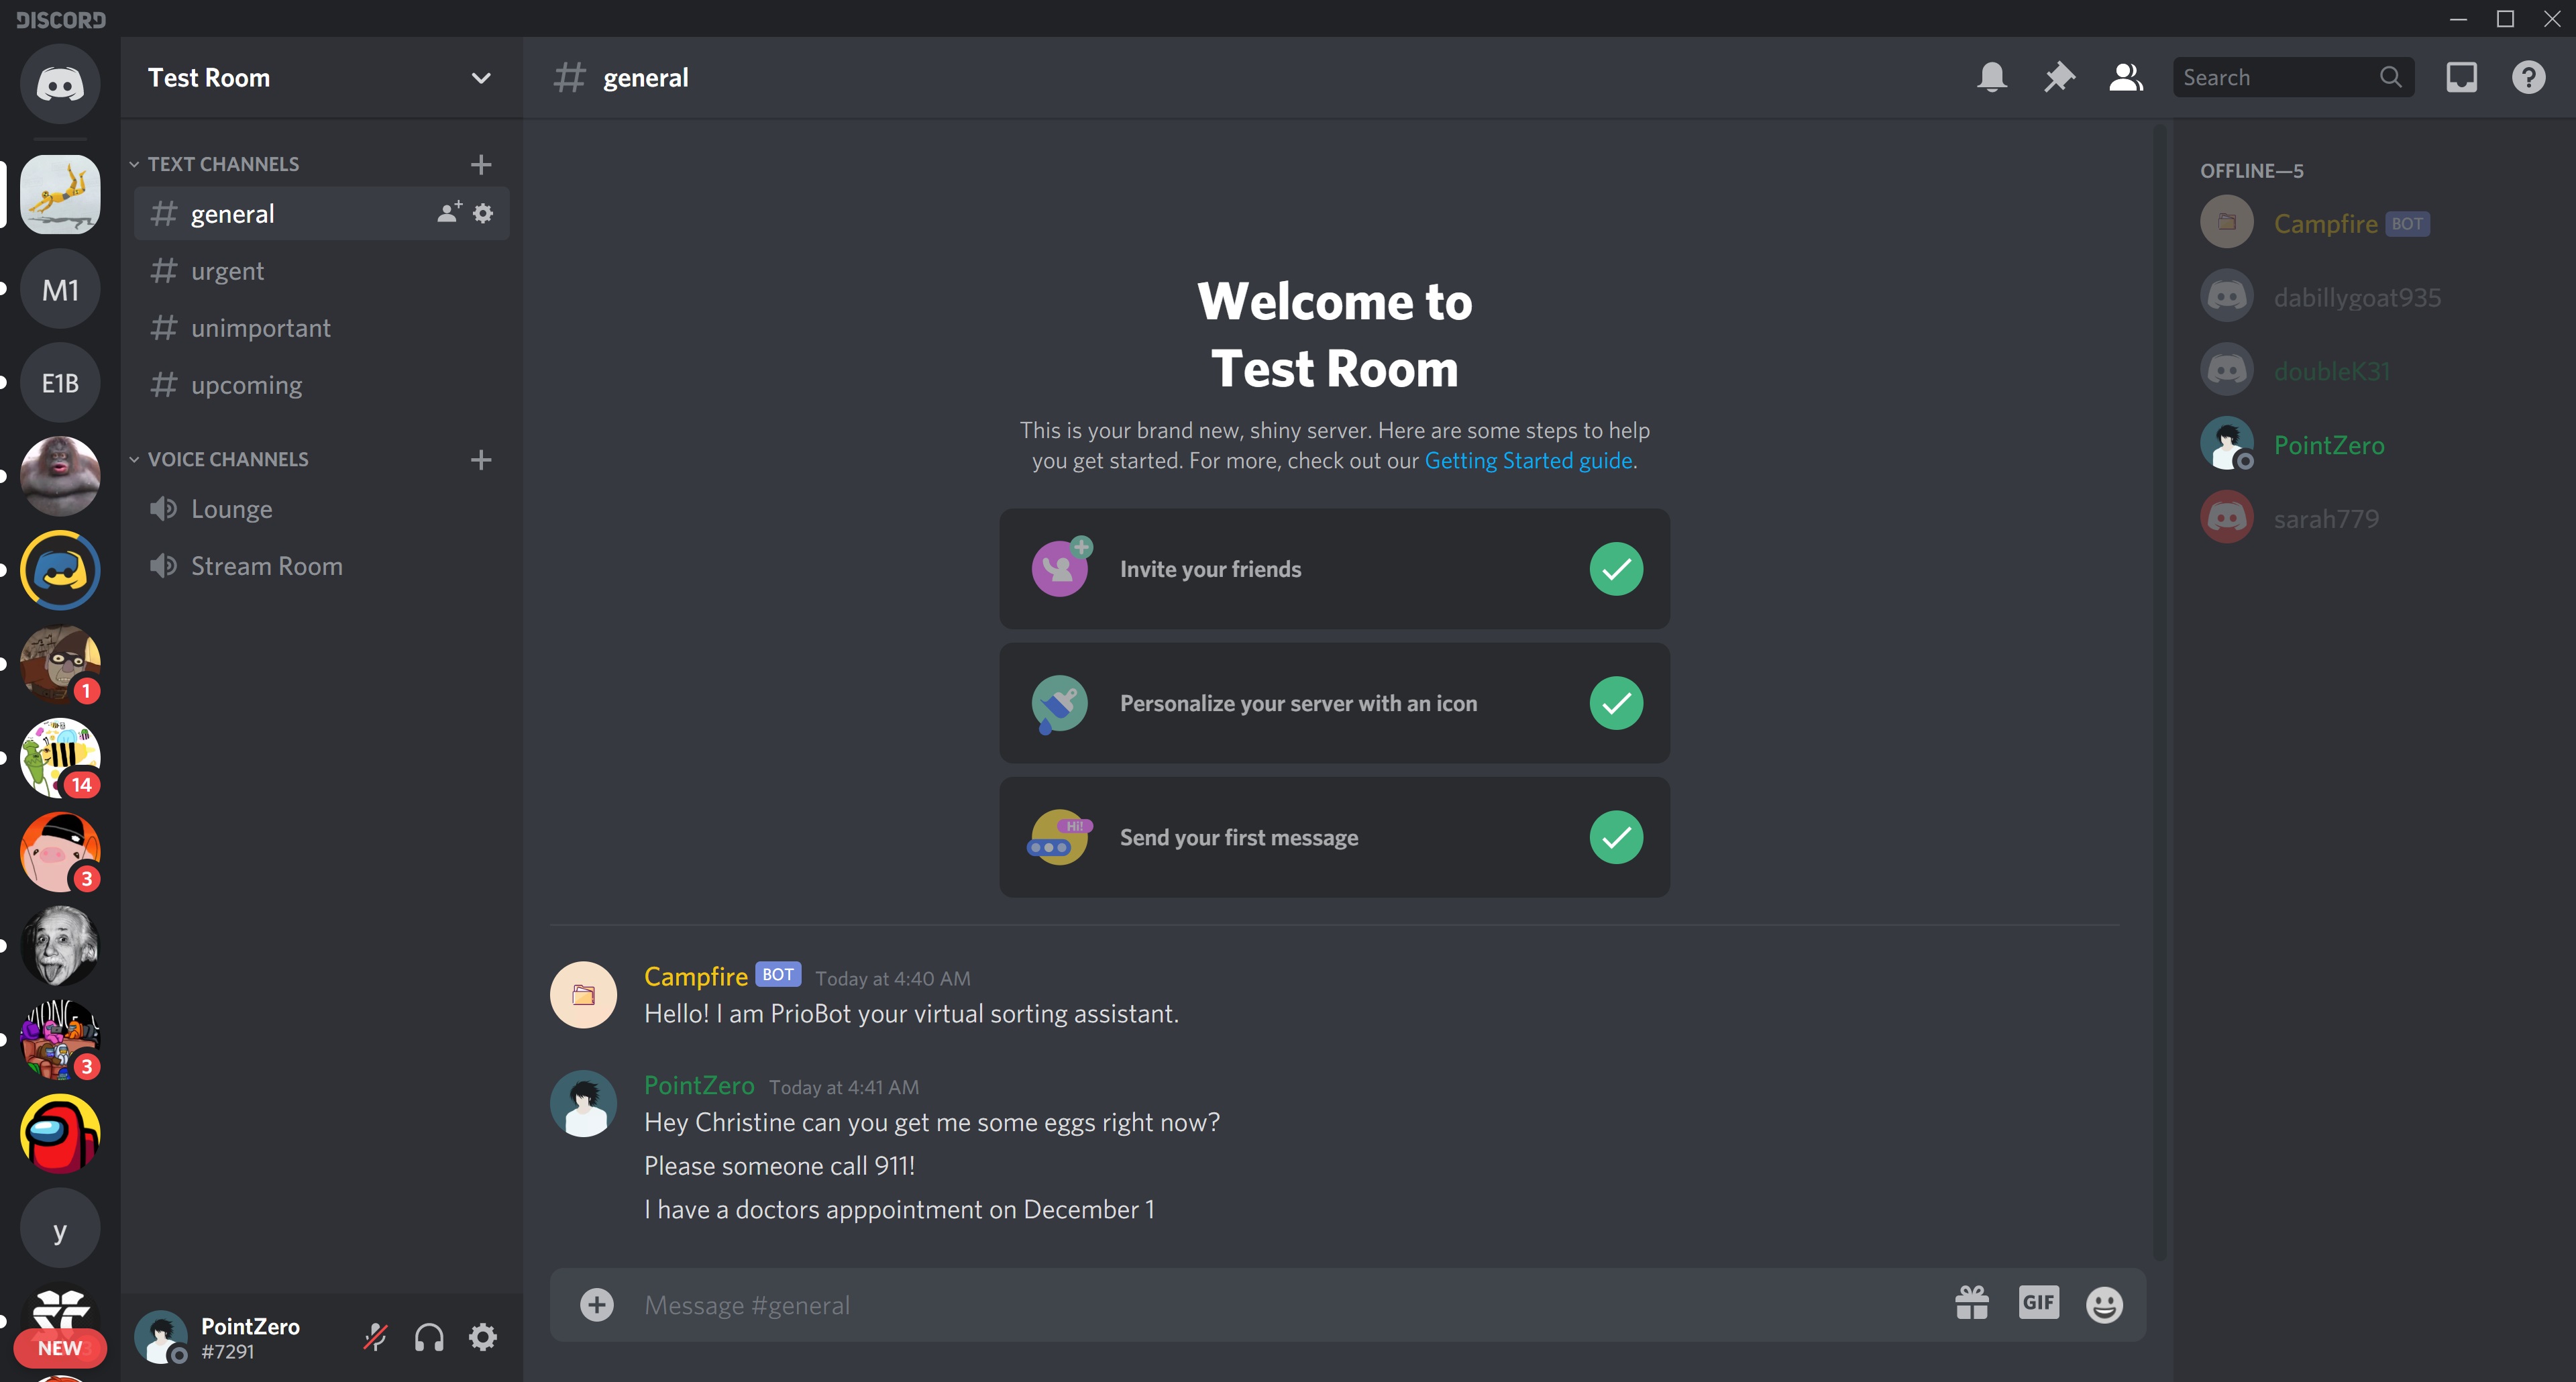 DISCORD
Test Room
general
Search
TEXT CHANNELS
general
urgent
unimportant
upcoming
VOICE CHANNELS
Lounge
Stream Room
M1
E1B
1
14
3
3
y
NEW
PointZero
#7291
Welcome to
Test Room
This is your brand new, shiny server. Here are some steps to help
you get started. For more, check out our Getting Started guide.
Invite your friends
Personalize your server with an icon
Hi!
Send your first message
Campfire BOT Today at 4:40 AM
Hello! I am PrioBot your virtual sorting assistant.
PointZero Today at 4:41 AM
Hey Christine can you get me some eggs right now?
Please someone call 911!
I have a doctors apppointment on December 1
Message #general
GIF
OFFLINE—5
Campfire BOT
dabillygoat935
doubleK31
PointZero
sarah779